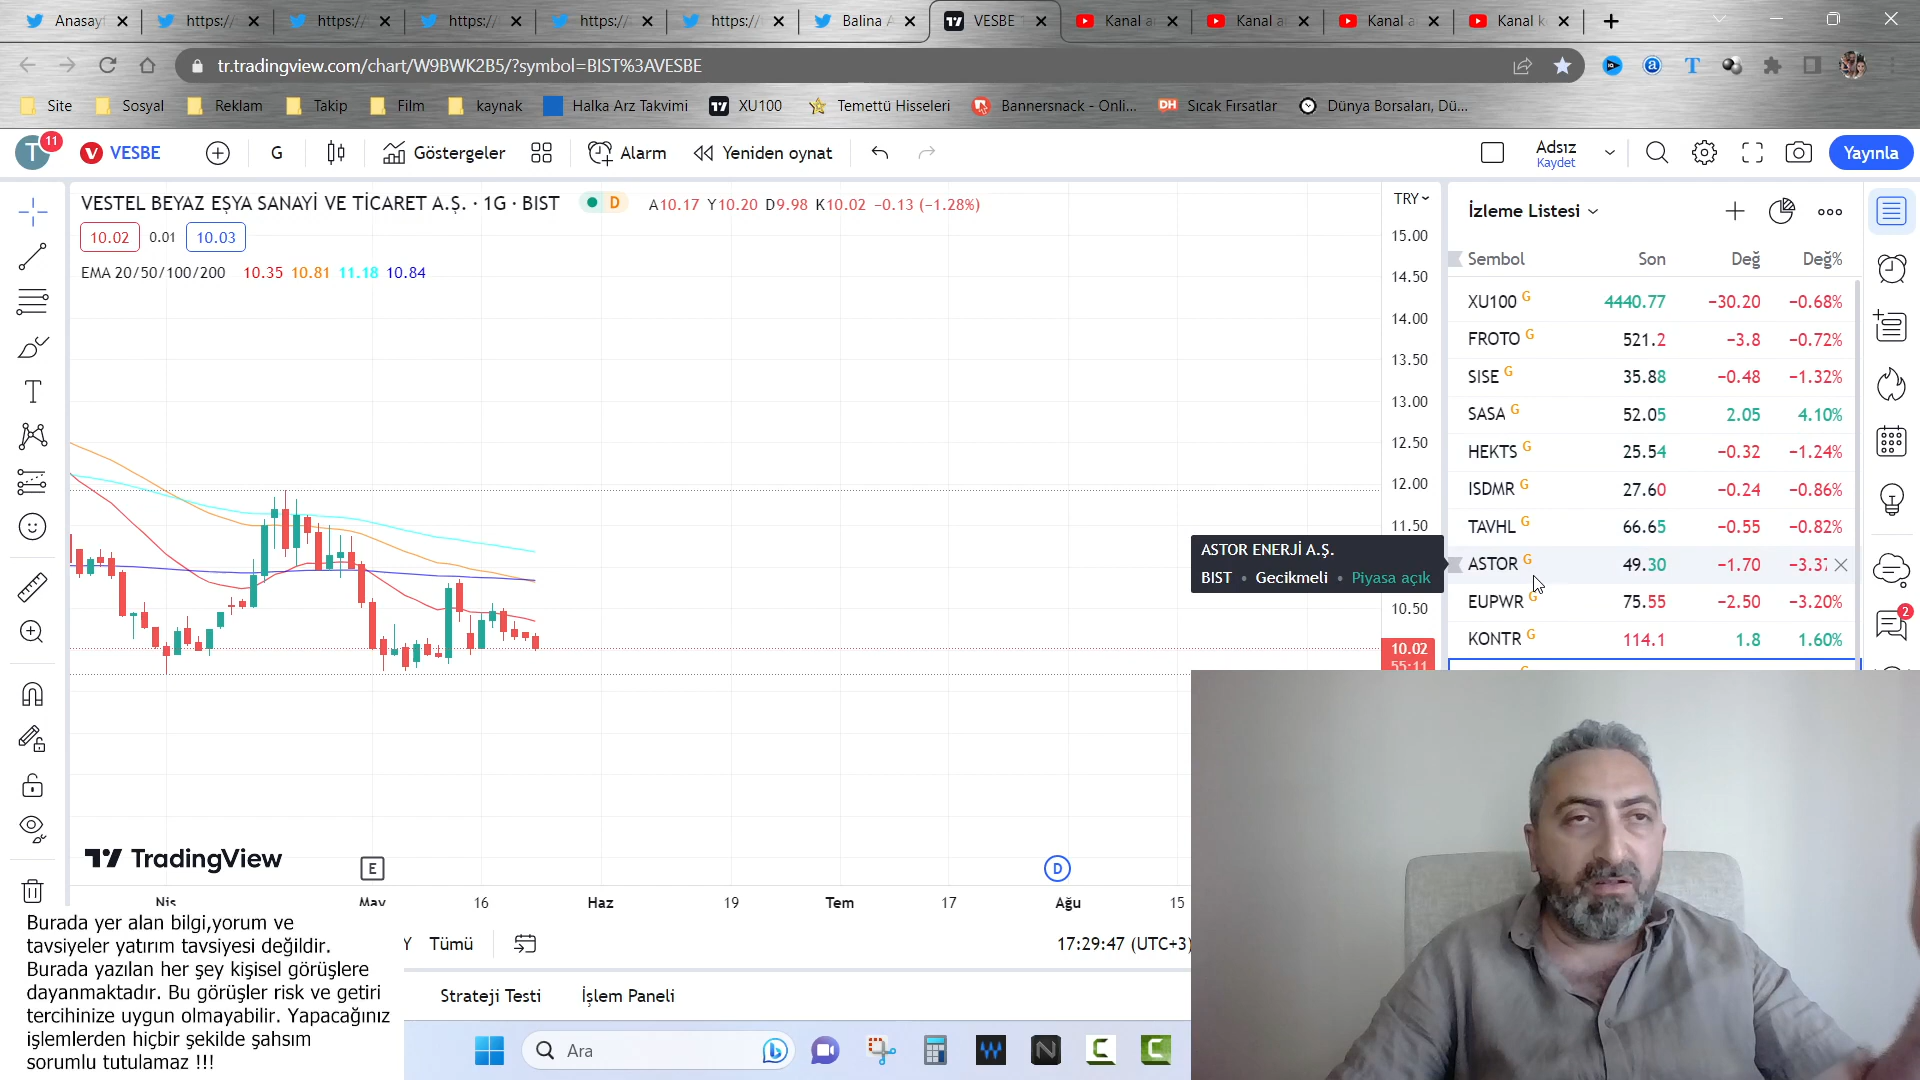 Anasay
https:/
https:/
https:/
https:/
https:/
Balina A
VESBE
Kanal a
Kanal a
Kanal a
Kanal k
tr.tradingview.com/chart/W9BWK2B5/?symbol=BIST%3AVESBE
Site
Sosyal
Reklam
Takip
Film
kaynak
Halka Arz Takvimi
XU100
Temettü Hisseleri
Bannersnack - Onli...
DH Sıcak Fırsatlar
Dünya Borsaları, Dü...
T 11
VESBE
G
Göstergeler
Alarm
Yeniden oynat
Adsız
Kaydet
Yayınla
VESTEL BEYAZ EŞYA SANAYİ VE TİCARET A.Ş. · 1G · BIST
D
A10.17 Y10.20 D9.98 K10.02 −0.13 (−1.28%)
10.02 0.01 10.03
EMA 20/50/100/200 10.35 10.81 11.18 10.84
TRY
15.00
14.50
14.00
13.50
13.00
12.50
12.00
11.50
10.50
10.02
55:11
İzleme Listesi
Sembol Son Değ Değ%
XU100 G 4440.77 −30.20 −0.68%
FROTO G 521.2 −3.8 −0.72%
SISE G 35.88 −0.48 −1.32%
SASA G 52.05 2.05 4.10%
HEKTS G 25.54 −0.32 −1.24%
ISDMR G 27.60 −0.24 −0.86%
TAVHL G 66.65 −0.55 −0.82%
ASTOR G 49.30 −1.70 −3.37
EUPWR G 75.55 −2.50 −3.20%
KONTR G 114.1 1.8 1.60%
ASTOR ENERJİ A.Ş.
BIST • Gecikmeli • Piyasa açık
2
TradingView
E
D
Nis May 16 Haz 19 Tem 17 Ağu 15
Y Tümü
17:29:47 (UTC+3)
Strateji Testi
İşlem Paneli
Burada yer alan bilgi,yorum ve
tavsiyeler yatırım tavsiyesi değildir.
Burada yazılan her şey kişisel görüşlere
dayanmaktadır. Bu görüşler risk ve getiri
tercihinize uygun olmayabilir. Yapacağınız
işlemlerden hiçbir şekilde şahsım
sorumlu tutulamaz !!!
Ara